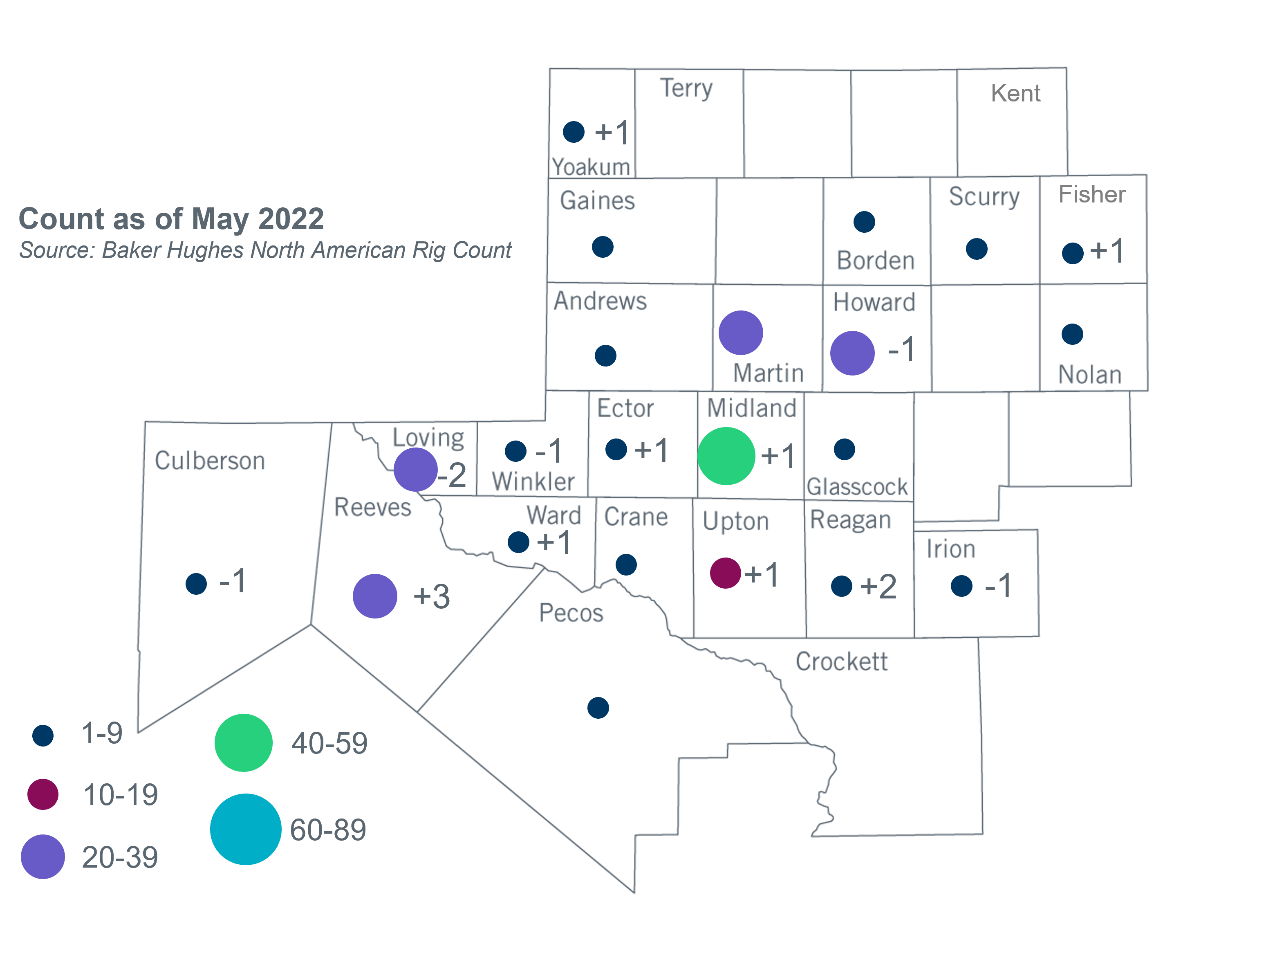 Terry
Kent
+1
Yoakum
Count as of May 2022
Source: Baker Hughes North American Rig Count
Gaines
Borden
Scurry
Fisher
+1
Andrews
Martin
Howard
-1
Nolan
Culberson
-1
Loving
-2
Reeves
+3
-1
Winkler
Ector
+1
Midland
+1
Glasscock
Ward
+1
Crane
Upton
+1
Reagan
+2
Irion
-1
Pecos
Crockett
1-9
10-19
20-39
40-59
60-89